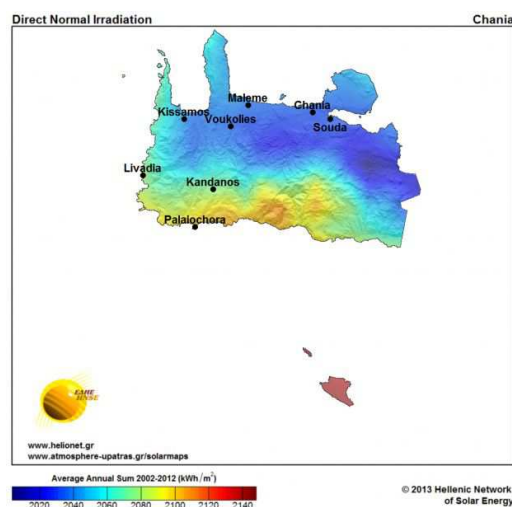 Direct Normal Irradiation
Chania
Maleme
Ghania
Kissamos
Voukolies
Souda
Livadia
Kandanos
Palaiochora
www.helionet.gr
www.atmosphere-upatras.gr/solarmaps
Average Annual Sum 2002-2012 (kWh/m²)
2020 2040 2060 2080 2100 2120 2140
© 2013 Hellenic Network
of Solar Energy